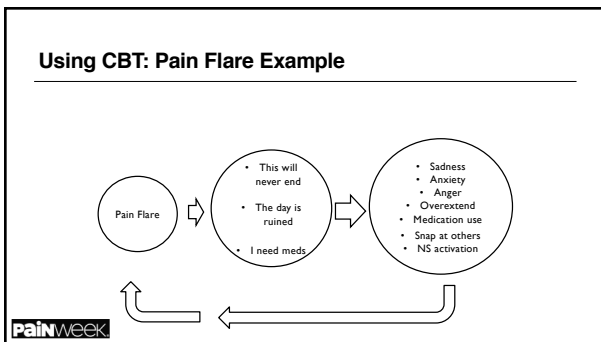 Using CBT: Pain Flare Example
Pain Flare
• This will
never end
• The day is
ruined
• I need meds
• Sadness
• Anxiety
• Anger
• Overextend
• Medication use
• Snap at others
• NS activation
PAINWEEK.